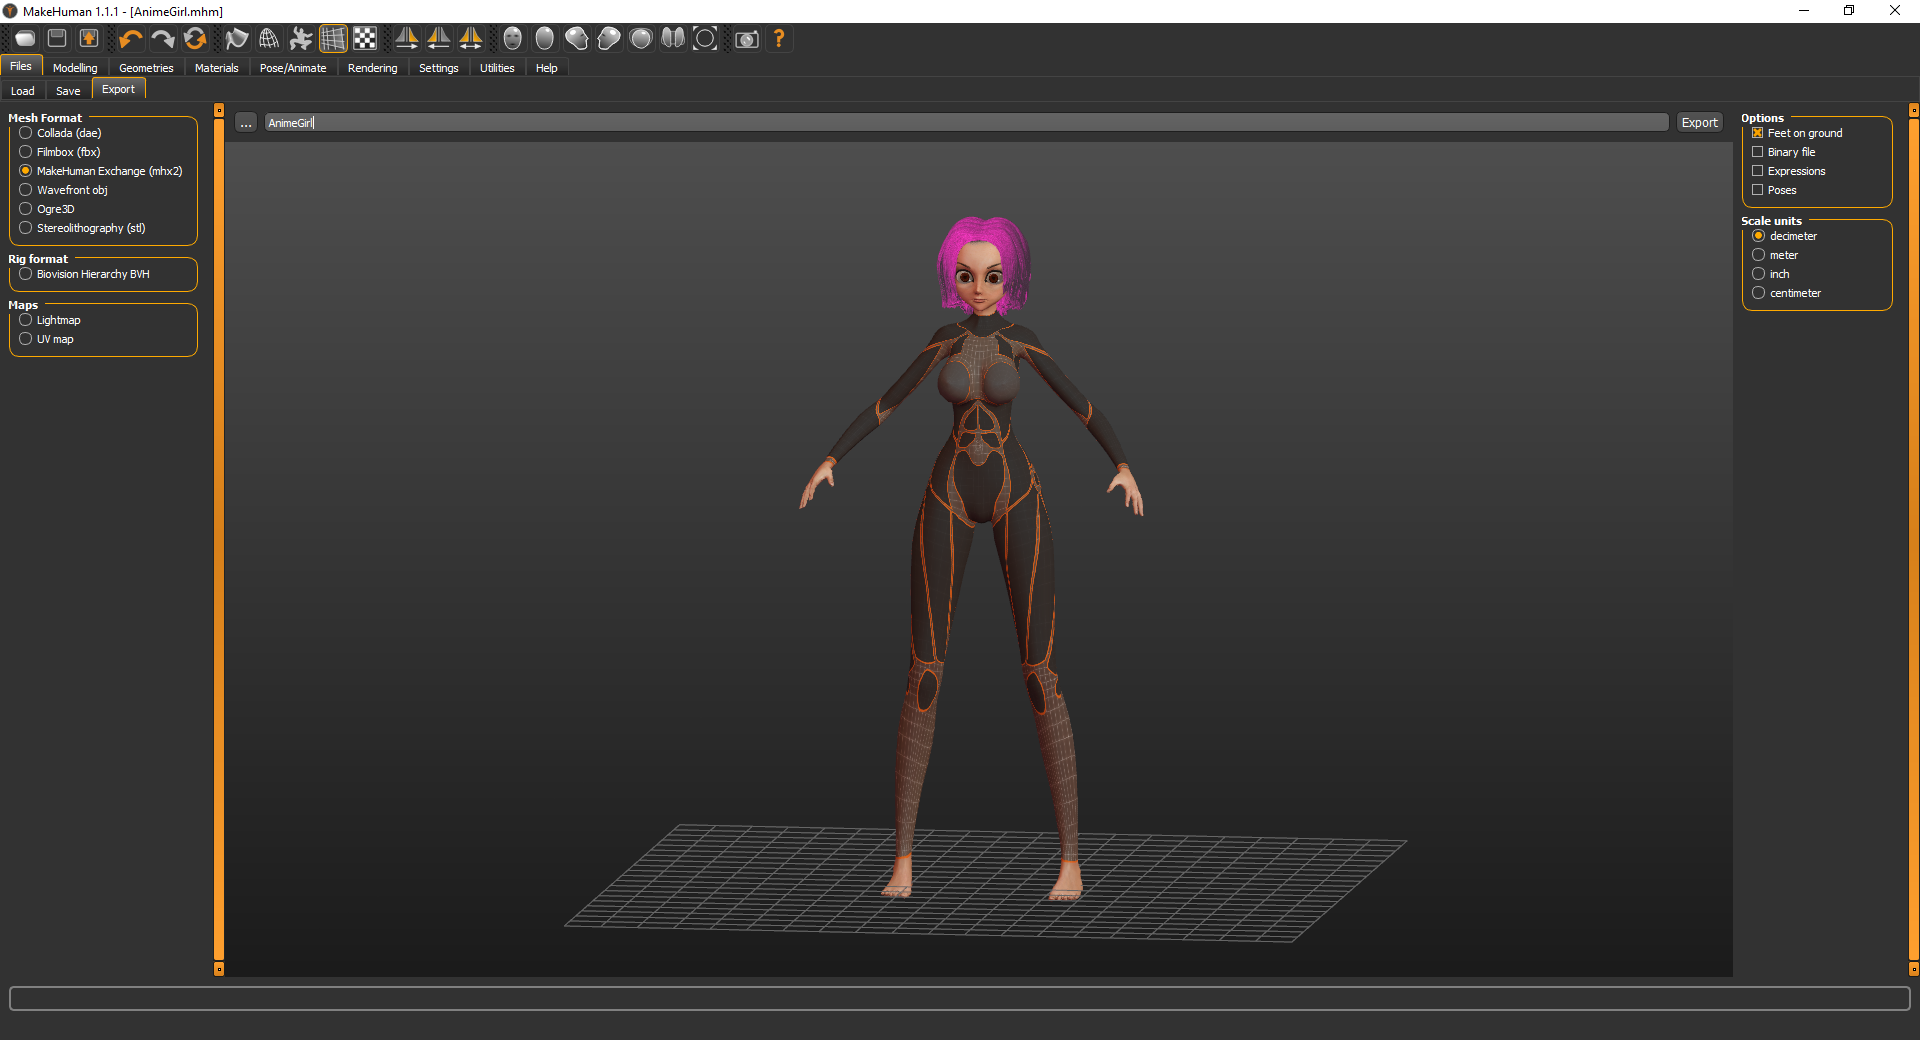 MakeHuman 1.1.1 - [AnimeGirl.mhm]
Files Modelling Geometries Materials Pose/Animate Rendering Settings Utilities Help
Load Save Export
... AnimeGirl Export
Mesh Format
Collada (dae)
Filmbox (fbx)
MakeHuman Exchange (mhx2)
Wavefront obj
Ogre3D
Stereolithography (stl)
Rig format
Biovision Hierarchy BVH
Maps
Lightmap
UV map
Options
Feet on ground
Binary file
Expressions
Poses
Scale units
decimeter
meter
inch
centimeter